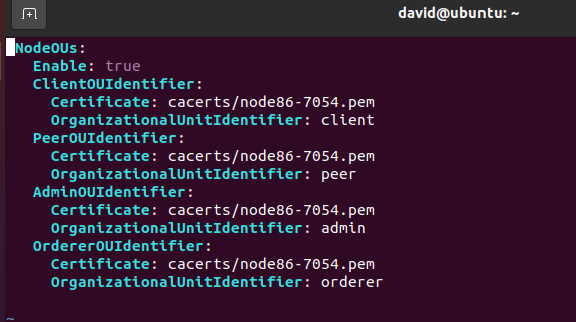 david@ubuntu: ~
NodeOUs:
  Enable: true
  ClientOUIdentifier:
    Certificate: cacerts/node86-7054.pem
    OrganizationalUnitIdentifier: client
  PeerOUIdentifier:
    Certificate: cacerts/node86-7054.pem
    OrganizationalUnitIdentifier: peer
  AdminOUIdentifier:
    Certificate: cacerts/node86-7054.pem
    OrganizationalUnitIdentifier: admin
  OrdererOUIdentifier:
    Certificate: cacerts/node86-7054.pem
    OrganizationalUnitIdentifier: orderer
~